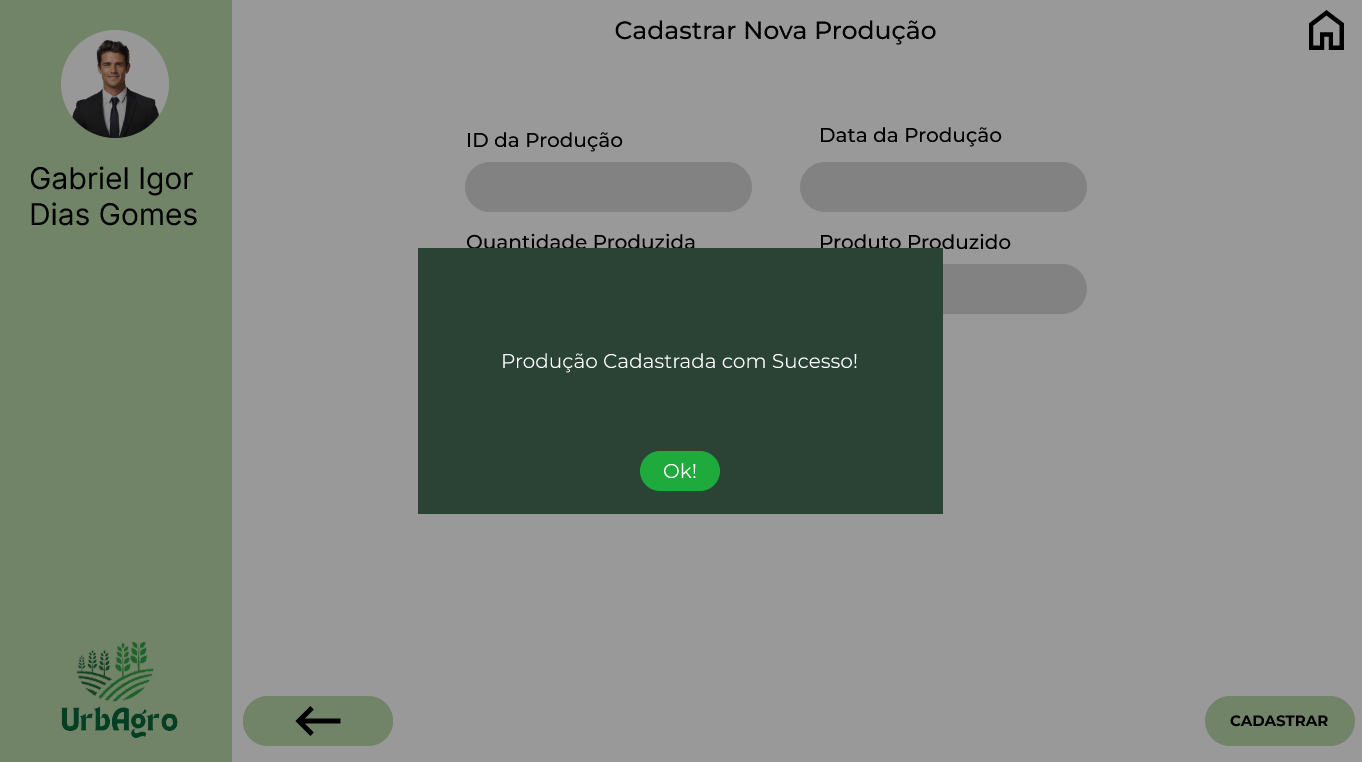 Cadastrar Nova Produção
Gabriel Igor
Dias Gomes
ID da Produção
Data da Produção
Quantidade Produzida
Produto Produzido
Produção Cadastrada com Sucesso!
Ok!
UrbAgro
CADASTRAR